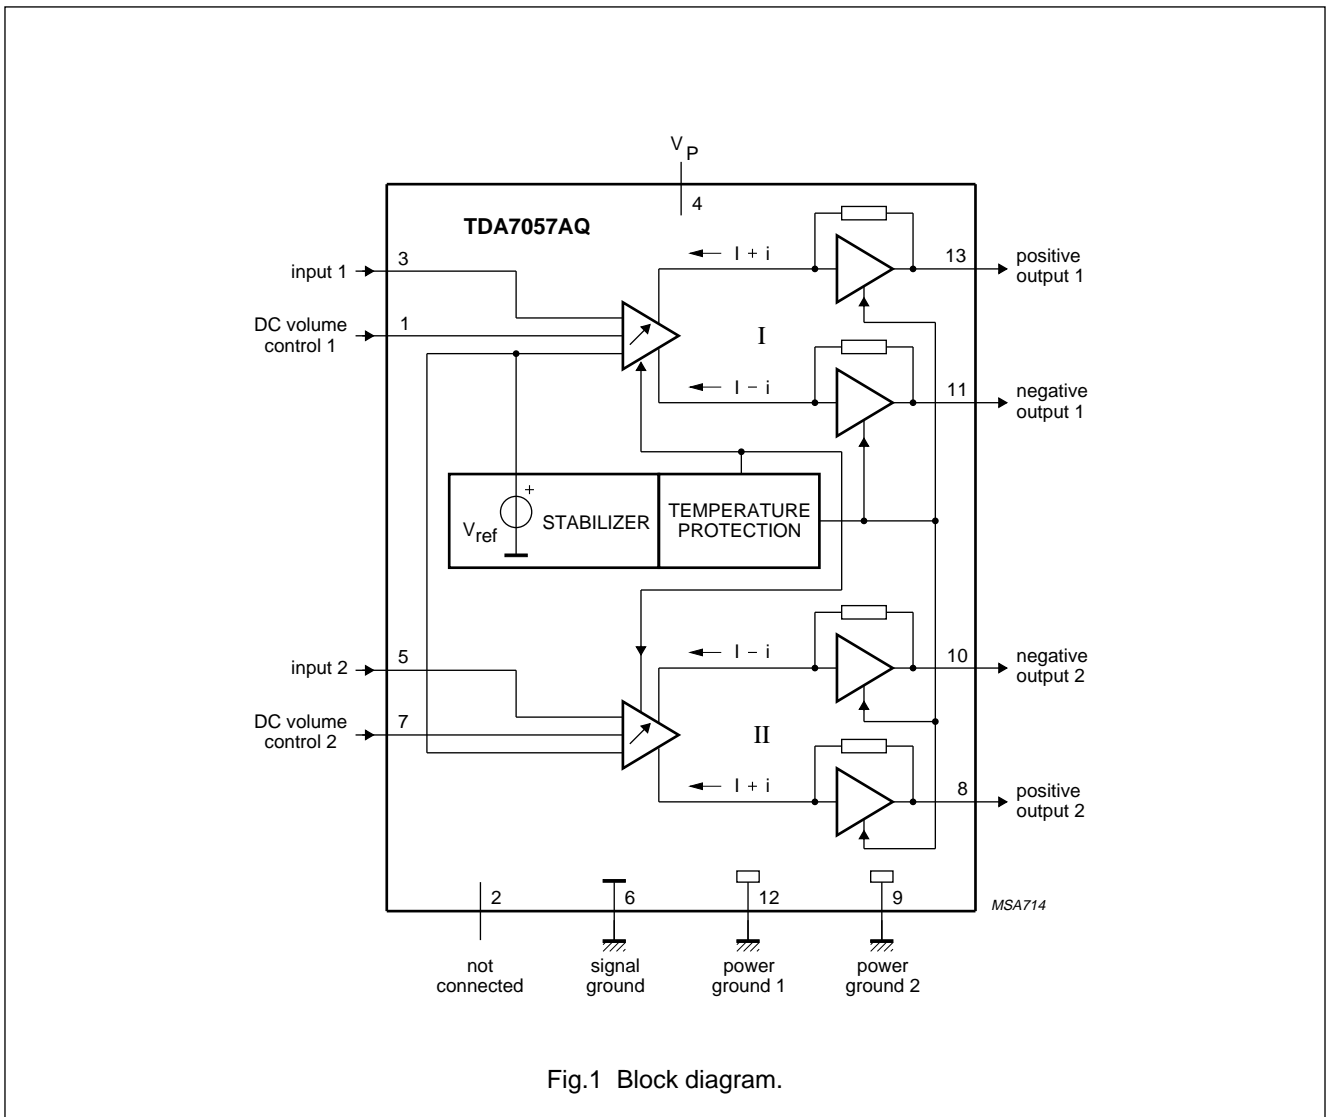 V P
4
TDA7057AQ
input 1
3
I + i
13
positive
output 1
DC volume
control 1
1
I
I − i
11
negative
output 1
+
Vref
STABILIZER
TEMPERATURE
PROTECTION
input 2
5
I − i
10
negative
output 2
DC volume
control 2
7
II
I + i
8
positive
output 2
2
6
12
9
MSA714
not
connected
signal
ground
power
ground 1
power
ground 2
Fig.1 Block diagram.